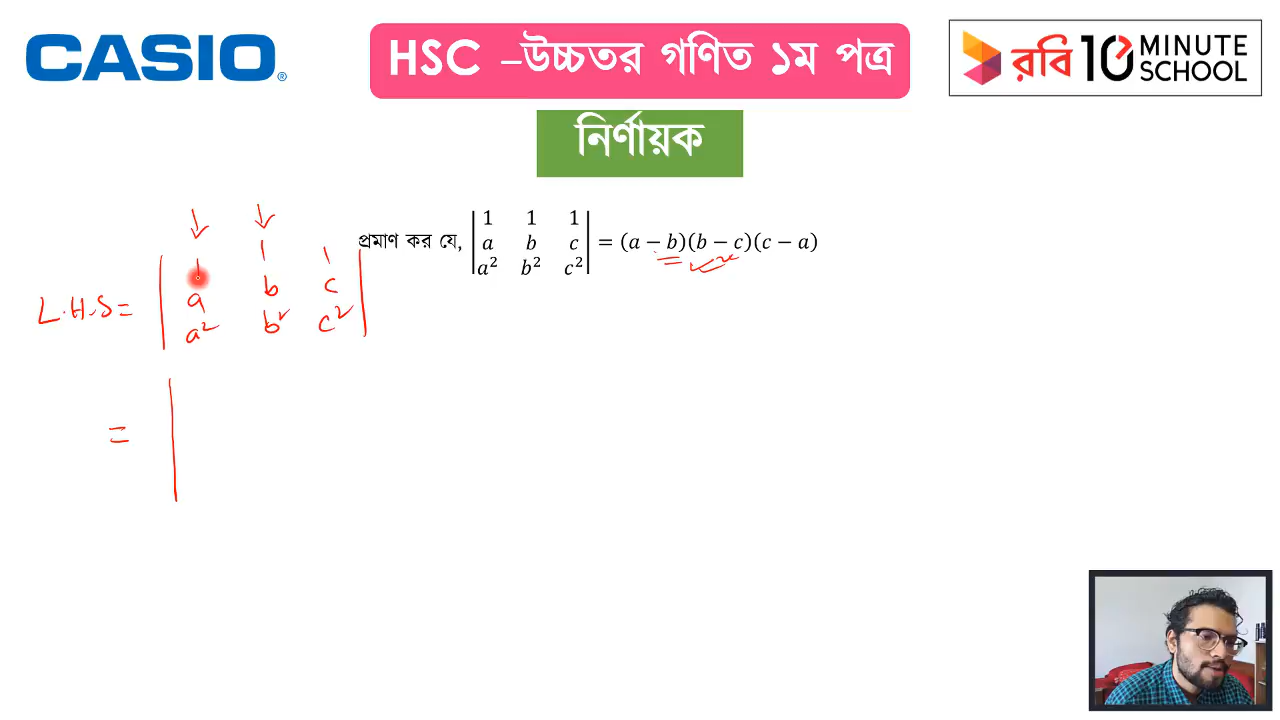 CASIO®
HSC –উচ্চতর গণিত ১ম পত্র
রবি 10 MINUTE SCHOOL
নির্ণায়ক
প্রমাণ কর যে, | 1 1 1 | = (a − b)(b − c)(c − a)
| a b c |
| a² b² c² |
L.H.S = | 1 1 1 |
| a b c |
| a² b² c² |
= |